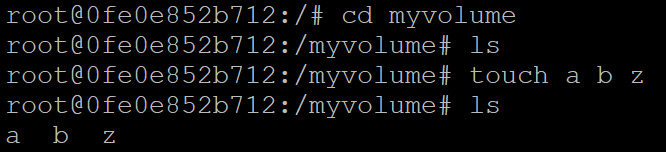 root@0fe0e852b712:/# cd myvolume
root@0fe0e852b712:/myvolume# ls
root@0fe0e852b712:/myvolume# touch a b z
root@0fe0e852b712:/myvolume# ls
a  b  z